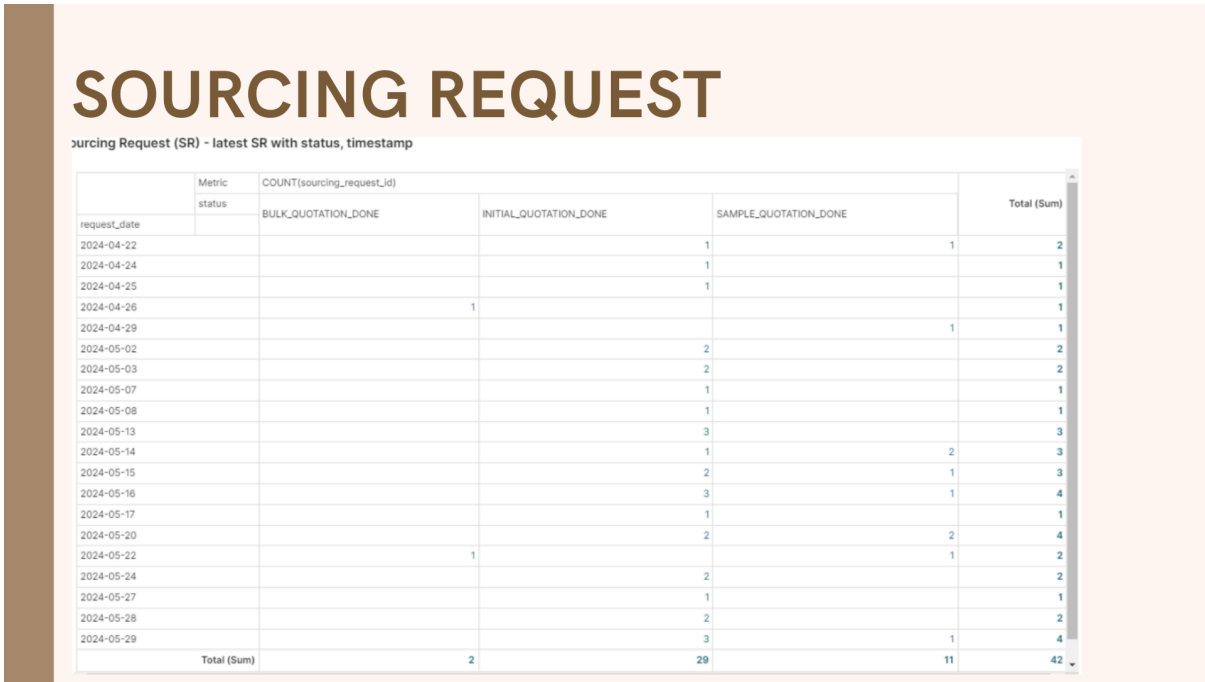 SOURCING REQUEST
ourcing Request (SR) - latest SR with status, timestamp
Metric COUNT(sourcing_request_id) Total (Sum)
status BULK_QUOTATION_DONE INITIAL_QUOTATION_DONE SAMPLE_QUOTATION_DONE
request_date
2024-04-22 1 1 2
2024-04-24 1 1
2024-04-25 1 1
2024-04-26 1 1
2024-04-29 1 1
2024-05-02 2 2
2024-05-03 2 2
2024-05-07 1 1
2024-05-08 1 1
2024-05-13 3 3
2024-05-14 1 2 3
2024-05-15 2 1 3
2024-05-16 3 1 4
2024-05-17 1 1
2024-05-20 2 2 4
2024-05-22 1 1 2
2024-05-24 2 2
2024-05-27 1 1
2024-05-28 2 2
2024-05-29 3 1 4
Total (Sum) 2 29 11 42